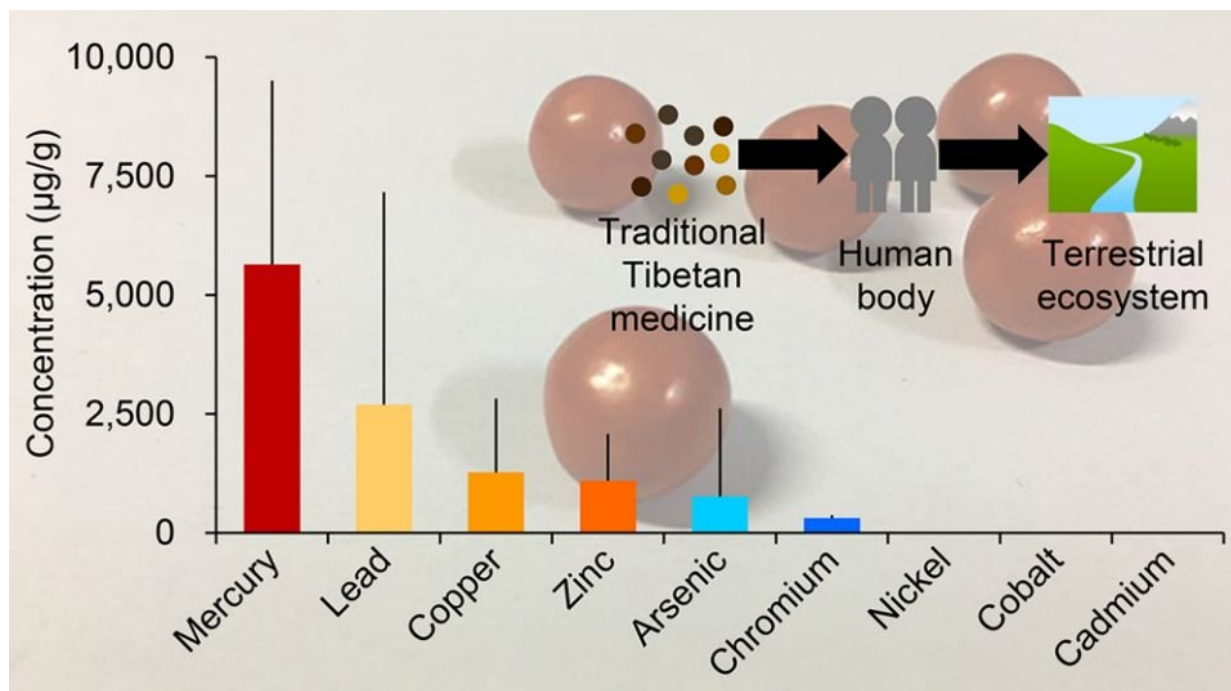 10,000
7,500
5,000
2,500
0
Concentration (µg/g)
Traditional
Tibetan
medicine
Human
body
Terrestrial
ecosystem
Mercury
Lead
Copper
Zinc
Arsenic
Chromium
Nickel
Cobalt
Cadmium